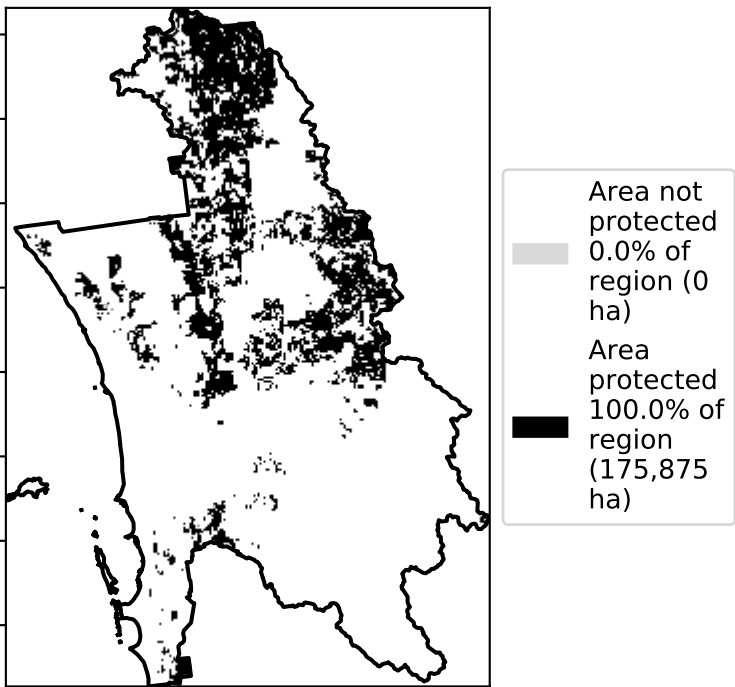 Area not
protected
0.0% of
region (0
ha)
Area
protected
100.0% of
region
(175,875
ha)